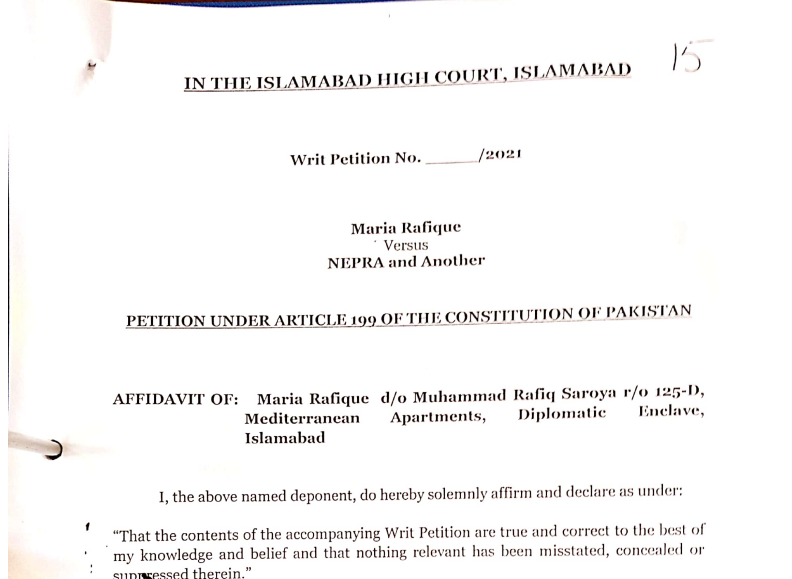 15
IN THE ISLAMABAD HIGH COURT, ISLAMABAD
Writ Petition No. ______/2021
Maria Rafique
Versus
NEPRA and Another
PETITION UNDER ARTICLE 199 OF THE CONSTITUTION OF PAKISTAN
AFFIDAVIT OF: Maria Rafique d/o Muhammad Rafiq Saroya r/o 125-D,
Mediterranean Apartments, Diplomatic Enclave,
Islamabad
I, the above named deponent, do hereby solemnly affirm and declare as under:
“That the contents of the accompanying Writ Petition are true and correct to the best of
my knowledge and belief and that nothing relevant has been misstated, concealed or
suppressed therein.”